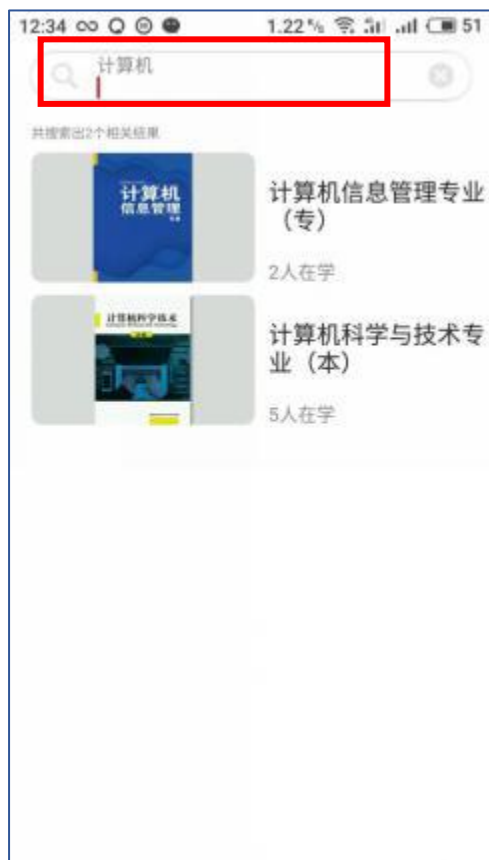 12:34
1.22 K/s
51
计算机
共搜索出2个相关结果
计算机
信息管理
计算机信息管理专业
（专）
2人在学
计算机科学技术
计算机科学与技术专
业（本）
5人在学